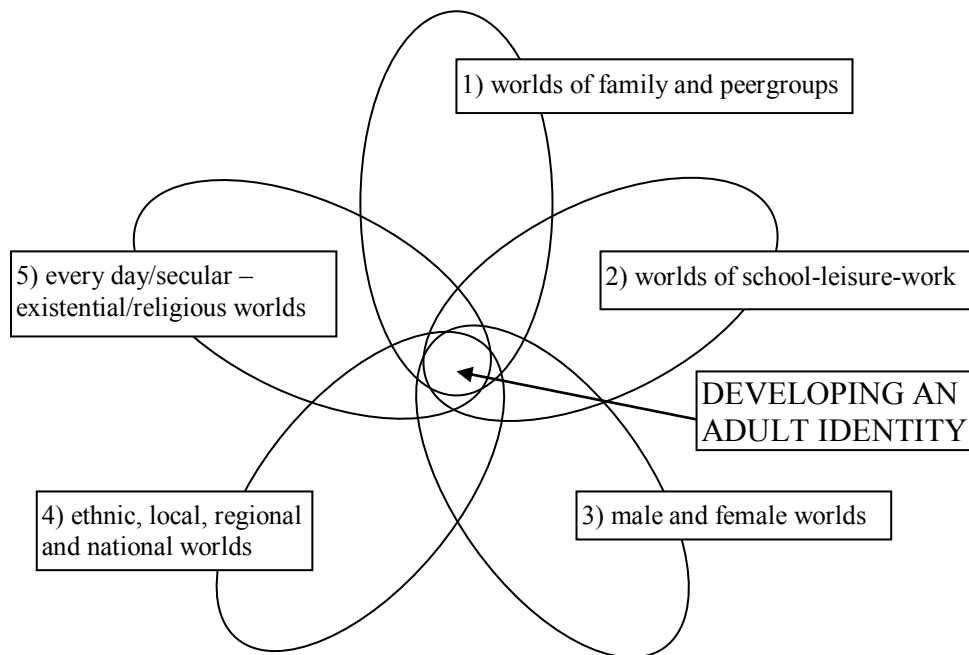 1) worlds of family and peergroups
2) worlds of school-leisure-work
DEVELOPING AN
ADULT IDENTITY
3) male and female worlds
4) ethnic, local, regional
and national worlds
5) every day/secular –
existential/religious worlds